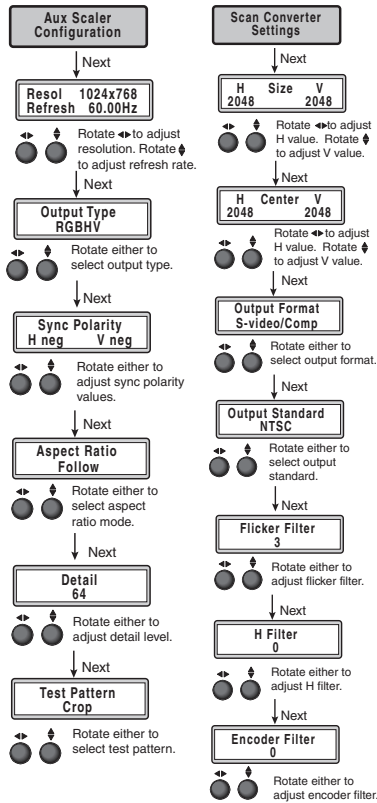 Aux Scaler
Configuration
Next
Resol 1024x768
Refresh 60.00Hz
Rotate ◂▸to adjust
resolution. Rotate ▴▾
to adjust refresh rate.
Next
Output Type
RGBHV
Rotate either to
select output type.
Next
Sync Polarity
H neg V neg
Rotate either to
adjust sync polarity
values.
Next
Aspect Ratio
Follow
Rotate either to
select aspect
ratio mode.
Next
Detail
64
Rotate either to
adjust detail level.
Next
Test Pattern
Crop
Rotate either to
select test pattern.
Scan Converter
Settings
Next
H Size V
2048 2048
Rotate ◂▸to adjust
H value. Rotate ▴▾
to adjust V value.
Next
H Center V
2048 2048
Rotate ◂▸to adjust
H value. Rotate ▴▾
to adjust V value.
Next
Output Format
S-video/Comp
Rotate either to
select output format.
Next
Output Standard
NTSC
Rotate either to
select output
standard.
Next
Flicker Filter
3
Rotate either to
adjust flicker filter.
Next
H Filter
0
Rotate either to
adjust H filter.
Next
Encoder Filter
0
Rotate either to
adjust encoder filter.